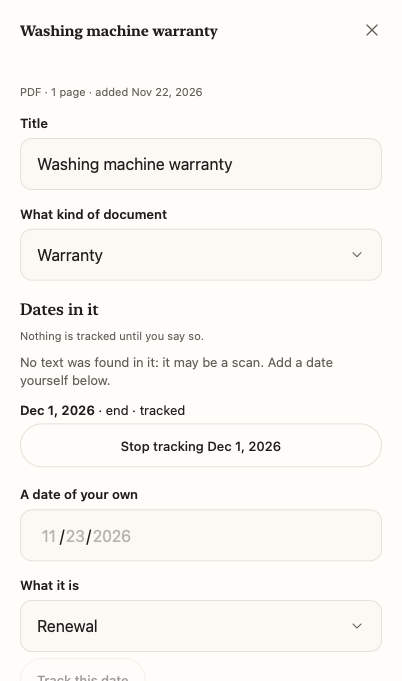 Washing machine warranty
PDF · 1 page · added Nov 22, 2026
Title
Washing machine warranty
What kind of document
Warranty
Dates in it
Nothing is tracked until you say so.
No text was found in it: it may be a scan. Add a date
yourself below.
Dec 1, 2026 · end · tracked
Stop tracking Dec 1, 2026
A date of your own
11/23/2026
What it is
Renewal
Track this date